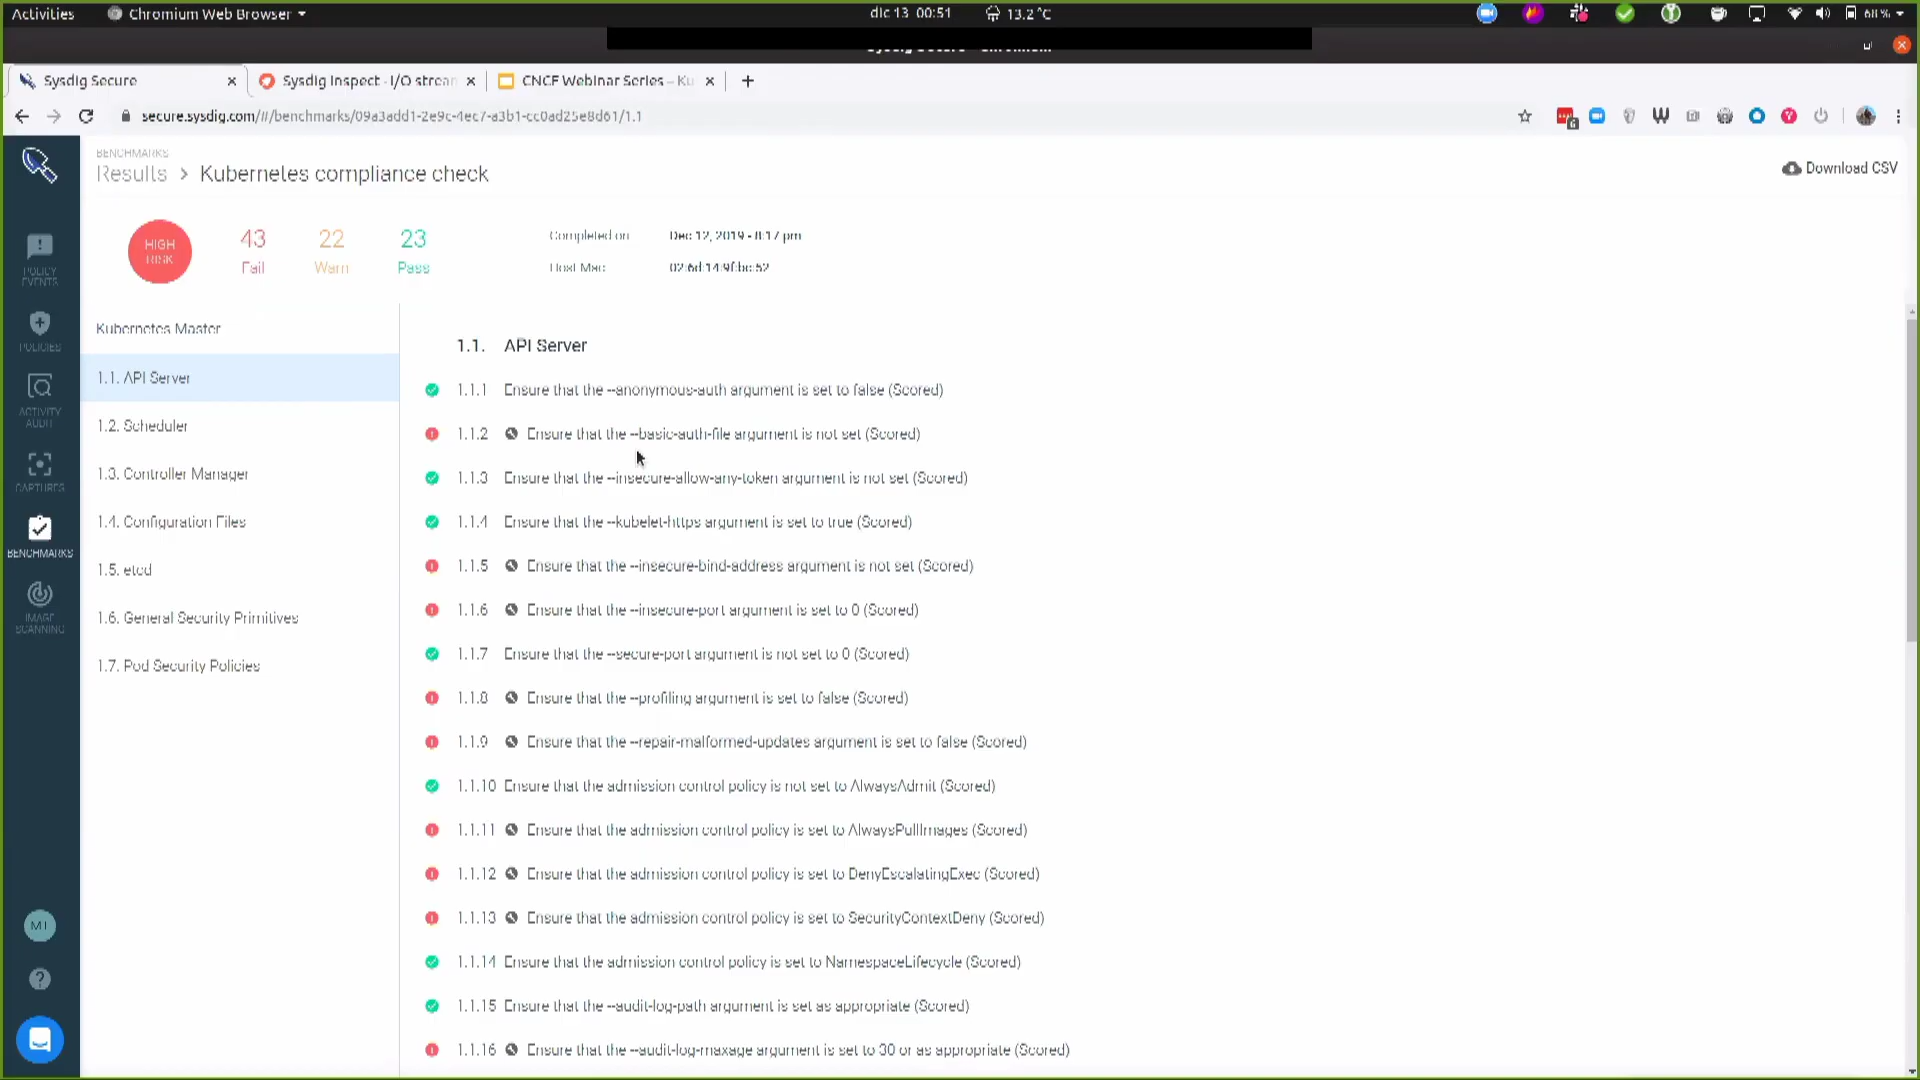 Activities
Chromium Web Browser
dic 13 00:51
13.2 °C
68 %
Sysdig Secure
Sysdig Inspect - I/O strean
CNCF Webinar Series – Ku
secure.sysdig.com/#/benchmarks/09a3add1-2e9c-4ec7-a3b1-cc0ad25e8d61/1.1
BENCHMARKS
Results > Kubernetes compliance check
Download CSV
HIGH RISK
43 Fail
22 Warn
23 Pass
Completed on Dec 12, 2019 - 8:17 pm
Host Mac 02:6d:14:9f:bc:52
POLICY EVENTS
POLICIES
ACTIVITY AUDIT
CAPTURES
BENCHMARKS
IMAGE SCANNING
Kubernetes Master
1.1. API Server
1.2. Scheduler
1.3. Controller Manager
1.4. Configuration Files
1.5. etcd
1.6. General Security Primitives
1.7. Pod Security Policies
1.1. API Server
1.1.1 Ensure that the --anonymous-auth argument is set to false (Scored)
1.1.2 Ensure that the --basic-auth-file argument is not set (Scored)
1.1.3 Ensure that the --insecure-allow-any-token argument is not set (Scored)
1.1.4 Ensure that the --kubelet-https argument is set to true (Scored)
1.1.5 Ensure that the --insecure-bind-address argument is not set (Scored)
1.1.6 Ensure that the --insecure-port argument is set to 0 (Scored)
1.1.7 Ensure that the --secure-port argument is not set to 0 (Scored)
1.1.8 Ensure that the --profiling argument is set to false (Scored)
1.1.9 Ensure that the --repair-malformed-updates argument is set to false (Scored)
1.1.10 Ensure that the admission control policy is not set to AlwaysAdmit (Scored)
1.1.11 Ensure that the admission control policy is set to AlwaysPullImages (Scored)
1.1.12 Ensure that the admission control policy is set to DenyEscalatingExec (Scored)
1.1.13 Ensure that the admission control policy is set to SecurityContextDeny (Scored)
1.1.14 Ensure that the admission control policy is set to NamespaceLifecycle (Scored)
1.1.15 Ensure that the --audit-log-path argument is set as appropriate (Scored)
1.1.16 Ensure that the --audit-log-maxage argument is set to 30 or as appropriate (Scored)